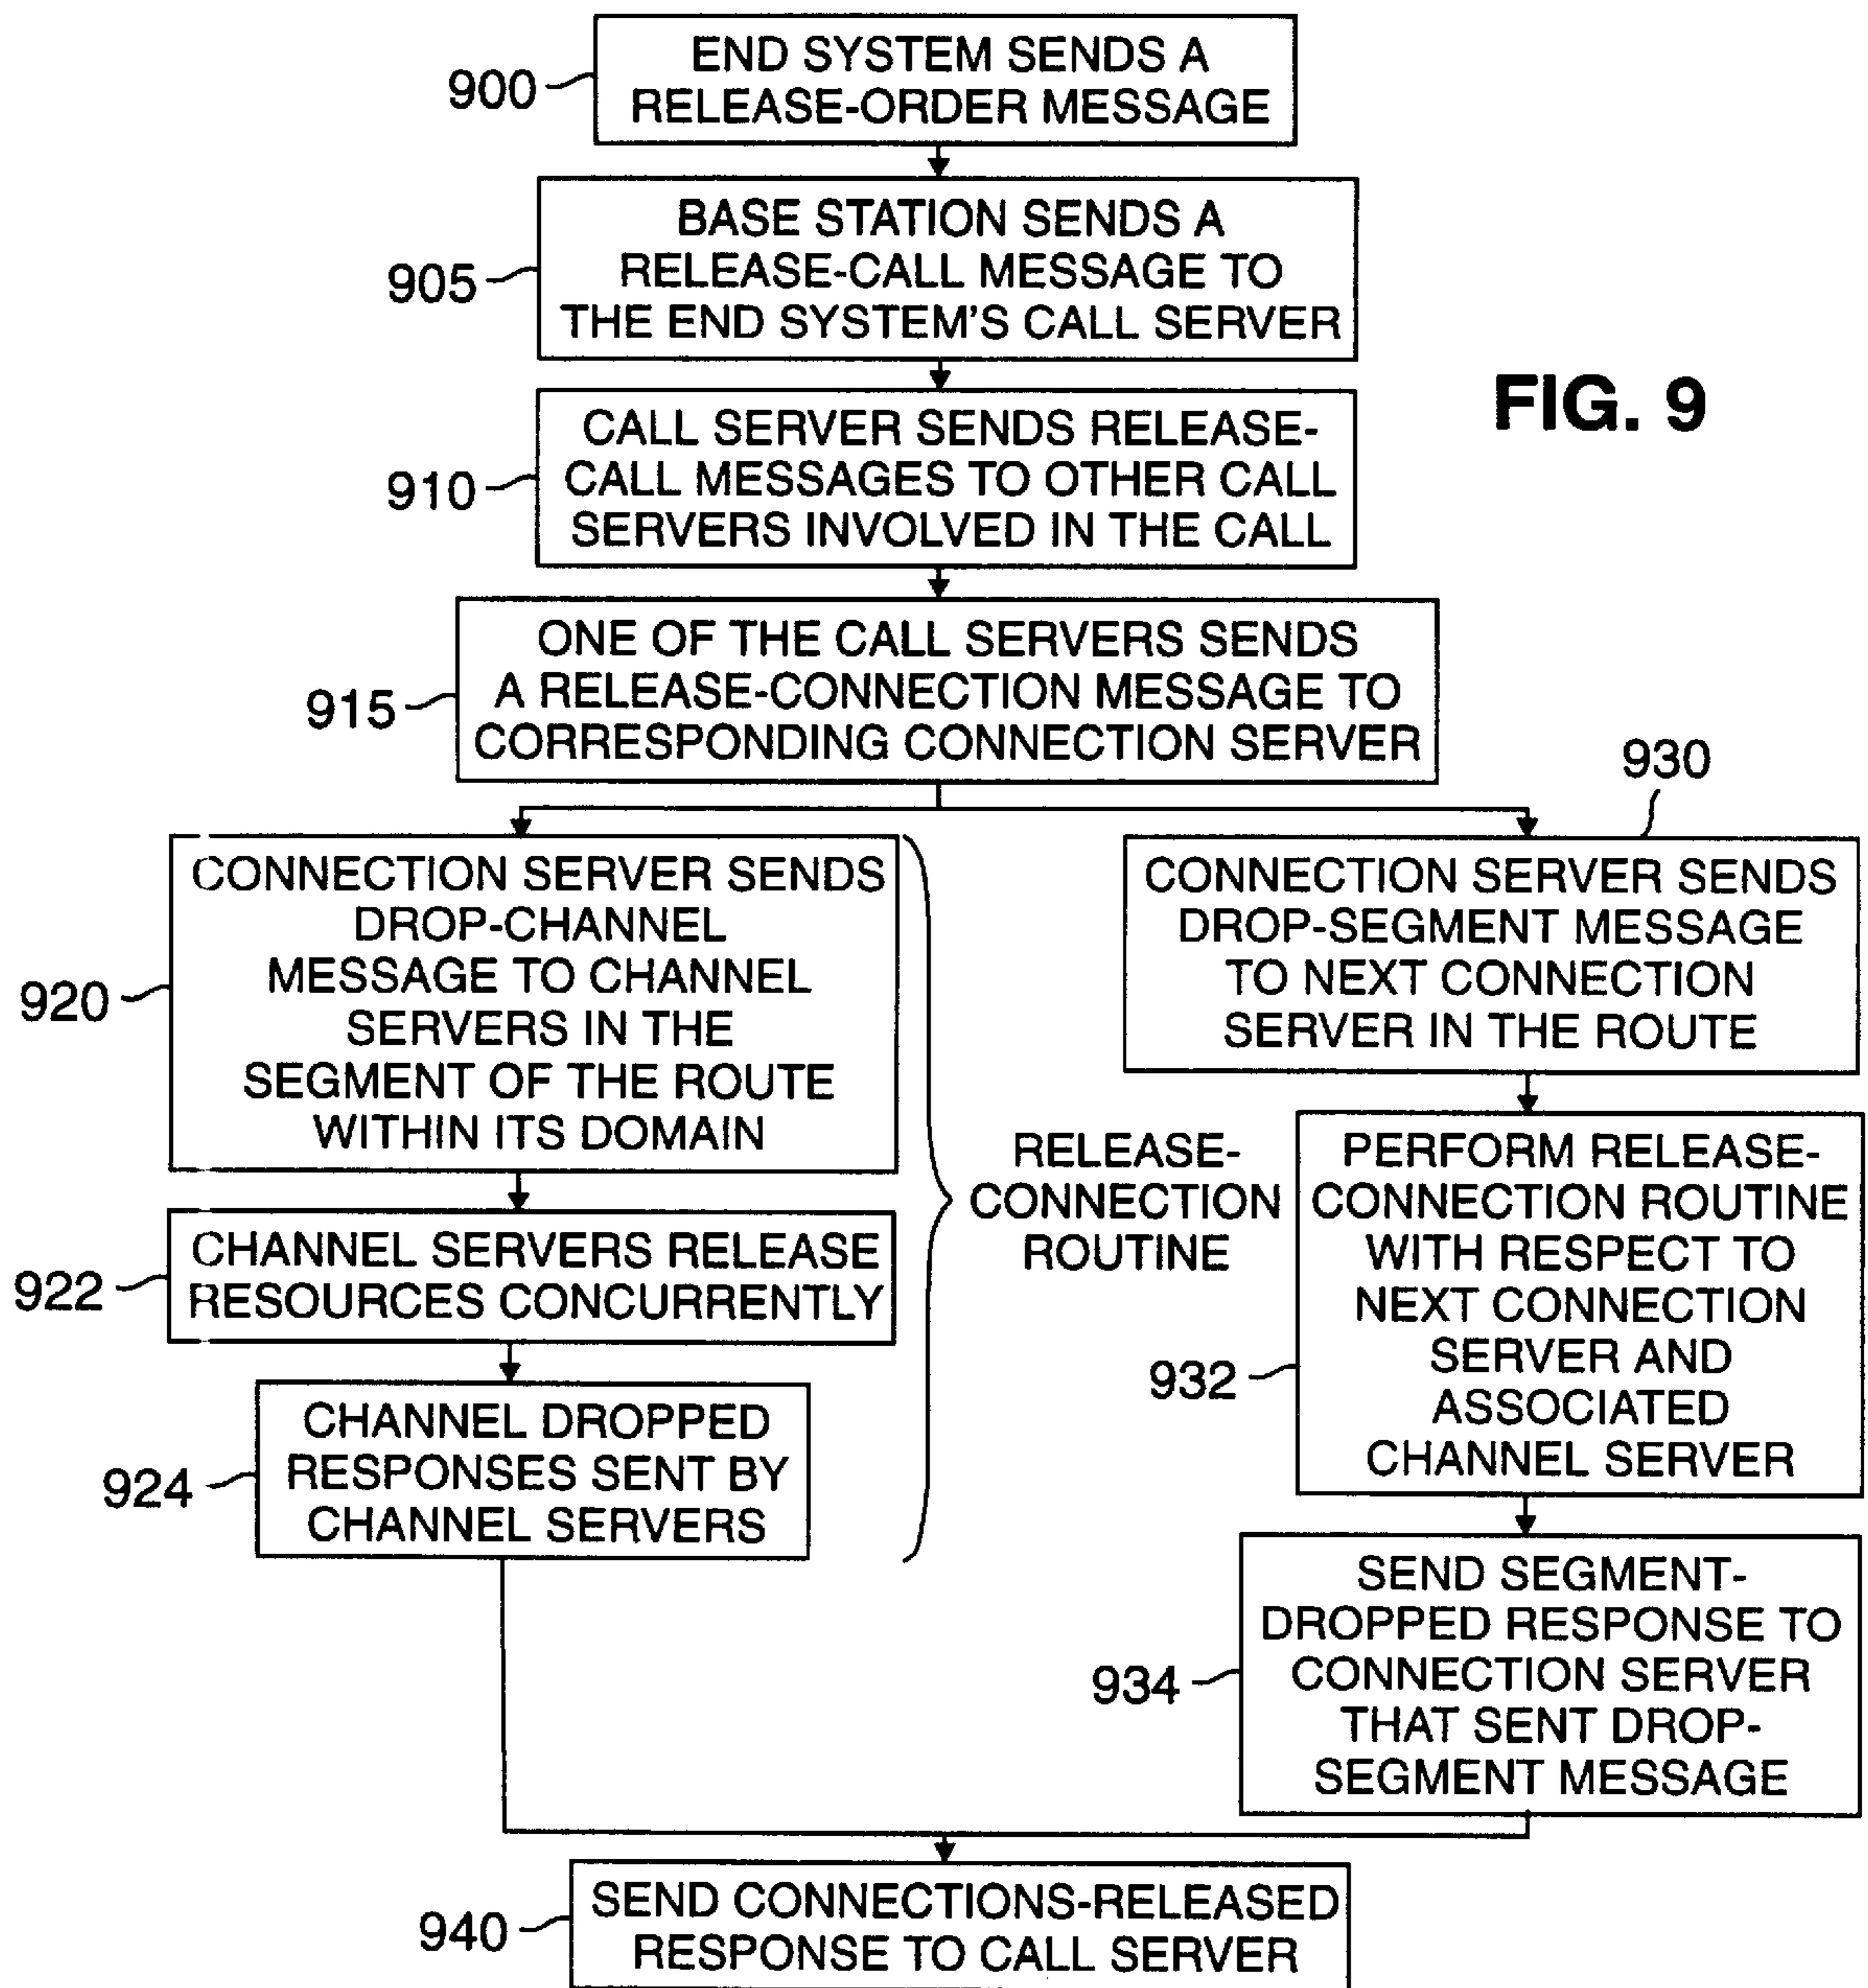 END SYSTEM SENDS A
RELEASE-ORDER MESSAGE
900
BASE STATION SENDS A
RELEASE-CALL MESSAGE TO
THE END SYSTEM'S CALL SERVER
905
FIG. 9
CALL SERVER SENDS RELEASE-
CALL MESSAGES TO OTHER CALL
SERVERS INVOLVED IN THE CALL
910
ONE OF THE CALL SERVERS SENDS
A RELEASE-CONNECTION MESSAGE TO
CORRESPONDING CONNECTION SERVER
915
CONNECTION SERVER SENDS
DROP-CHANNEL
MESSAGE TO CHANNEL
SERVERS IN THE
SEGMENT OF THE ROUTE
WITHIN ITS DOMAIN
920
CHANNEL SERVERS RELEASE
RESOURCES CONCURRENTLY
922
CHANNEL DROPPED
RESPONSES SENT BY
CHANNEL SERVERS
924
RELEASE-
CONNECTION
ROUTINE
930
CONNECTION SERVER SENDS
DROP-SEGMENT MESSAGE
TO NEXT CONNECTION
SERVER IN THE ROUTE
PERFORM RELEASE-
CONNECTION ROUTINE
WITH RESPECT TO
NEXT CONNECTION
SERVER AND
ASSOCIATED
CHANNEL SERVER
932
SEND SEGMENT-
DROPPED RESPONSE TO
CONNECTION SERVER
THAT SENT DROP-
SEGMENT MESSAGE
934
SEND CONNECTIONS-RELEASED
RESPONSE TO CALL SERVER
940